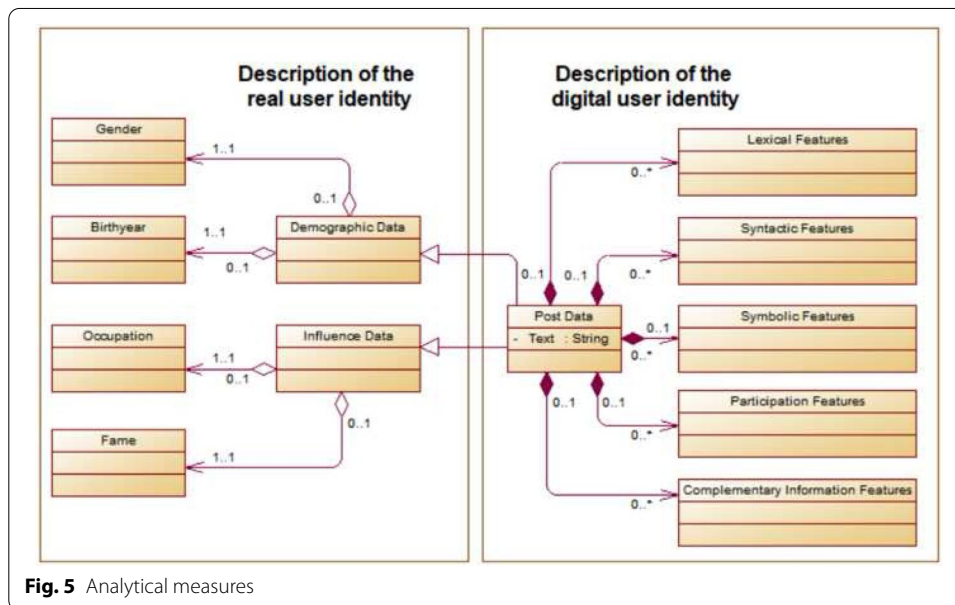 Description of the
real user identity
Description of the
digital user identity
Gender
1..1
0..1
Birthyear
1..1
0..1
Demographic Data
Occupation
1..1
0..1
Influence Data
0..1
Fame
1..1
Post Data
- Text : String
0..1
0..1
0..1
0..1
Lexical Features
0..*
Syntactic Features
0..*
Symbolic Features
0..1
0..*
Participation Features
0..*
Complementary Information Features
0..*
Fig. 5 Analytical measures